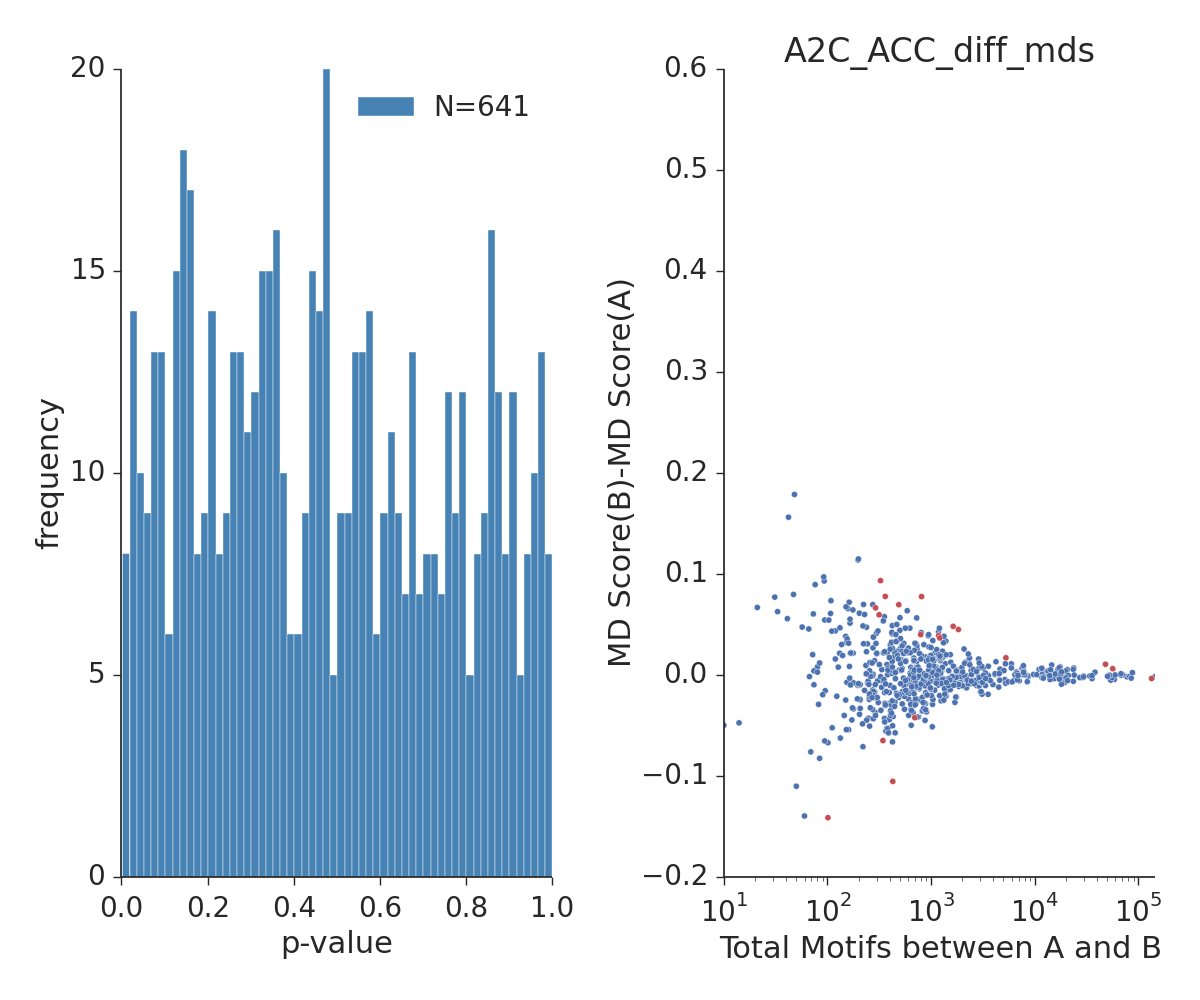 20
15
10
5
0
frequency
0.0 0.2 0.4 0.6 0.8 1.0
p-value
N=641
A2C_ACC_diff_mds
0.6
0.5
0.4
0.3
0.2
0.1
0.0
−0.1
−0.2
MD Score(B)-MD Score(A)
10¹ 10² 10³ 10⁴ 10⁵
Total Motifs between A and B